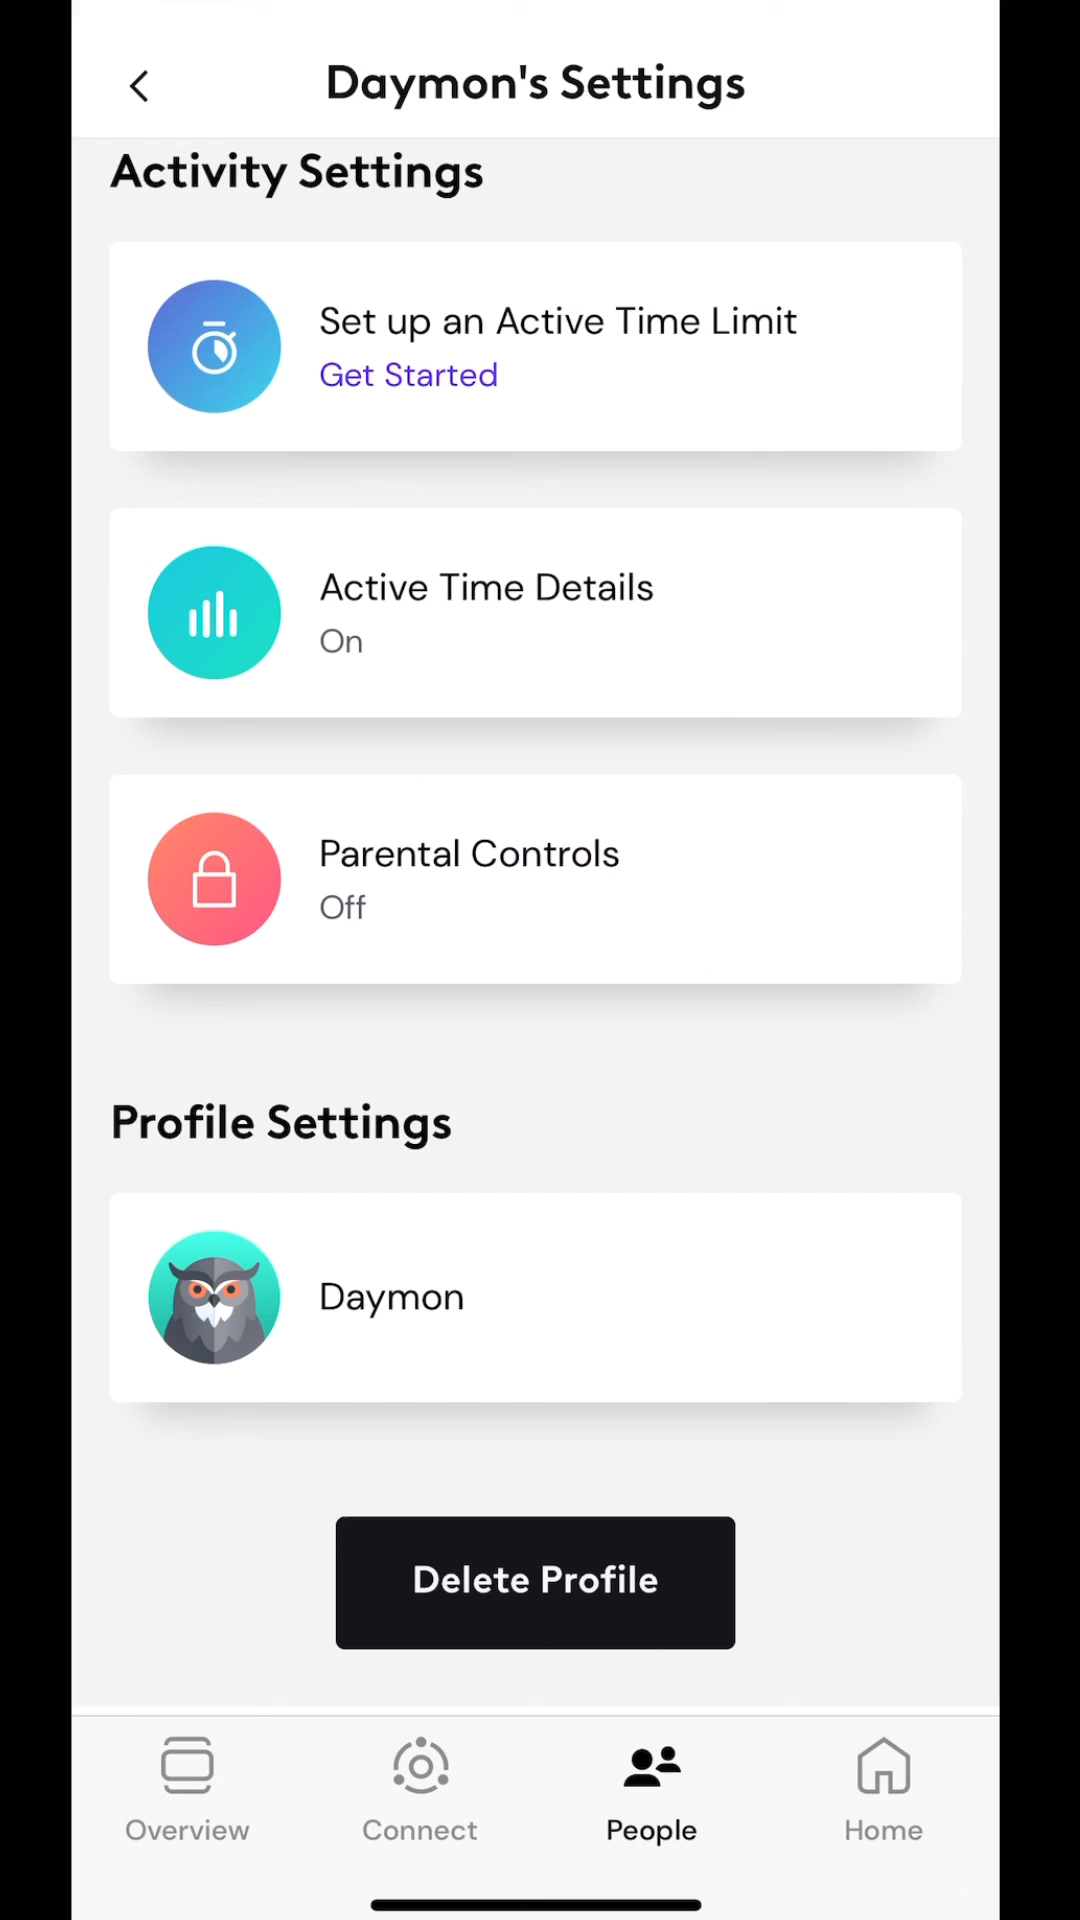 Daymon's Settings
Activity Settings
Set up an Active Time Limit
Get Started
Active Time Details
On
Parental Controls
Off
Profile Settings
Daymon
Delete Profile
Overview
Connect
People
Home